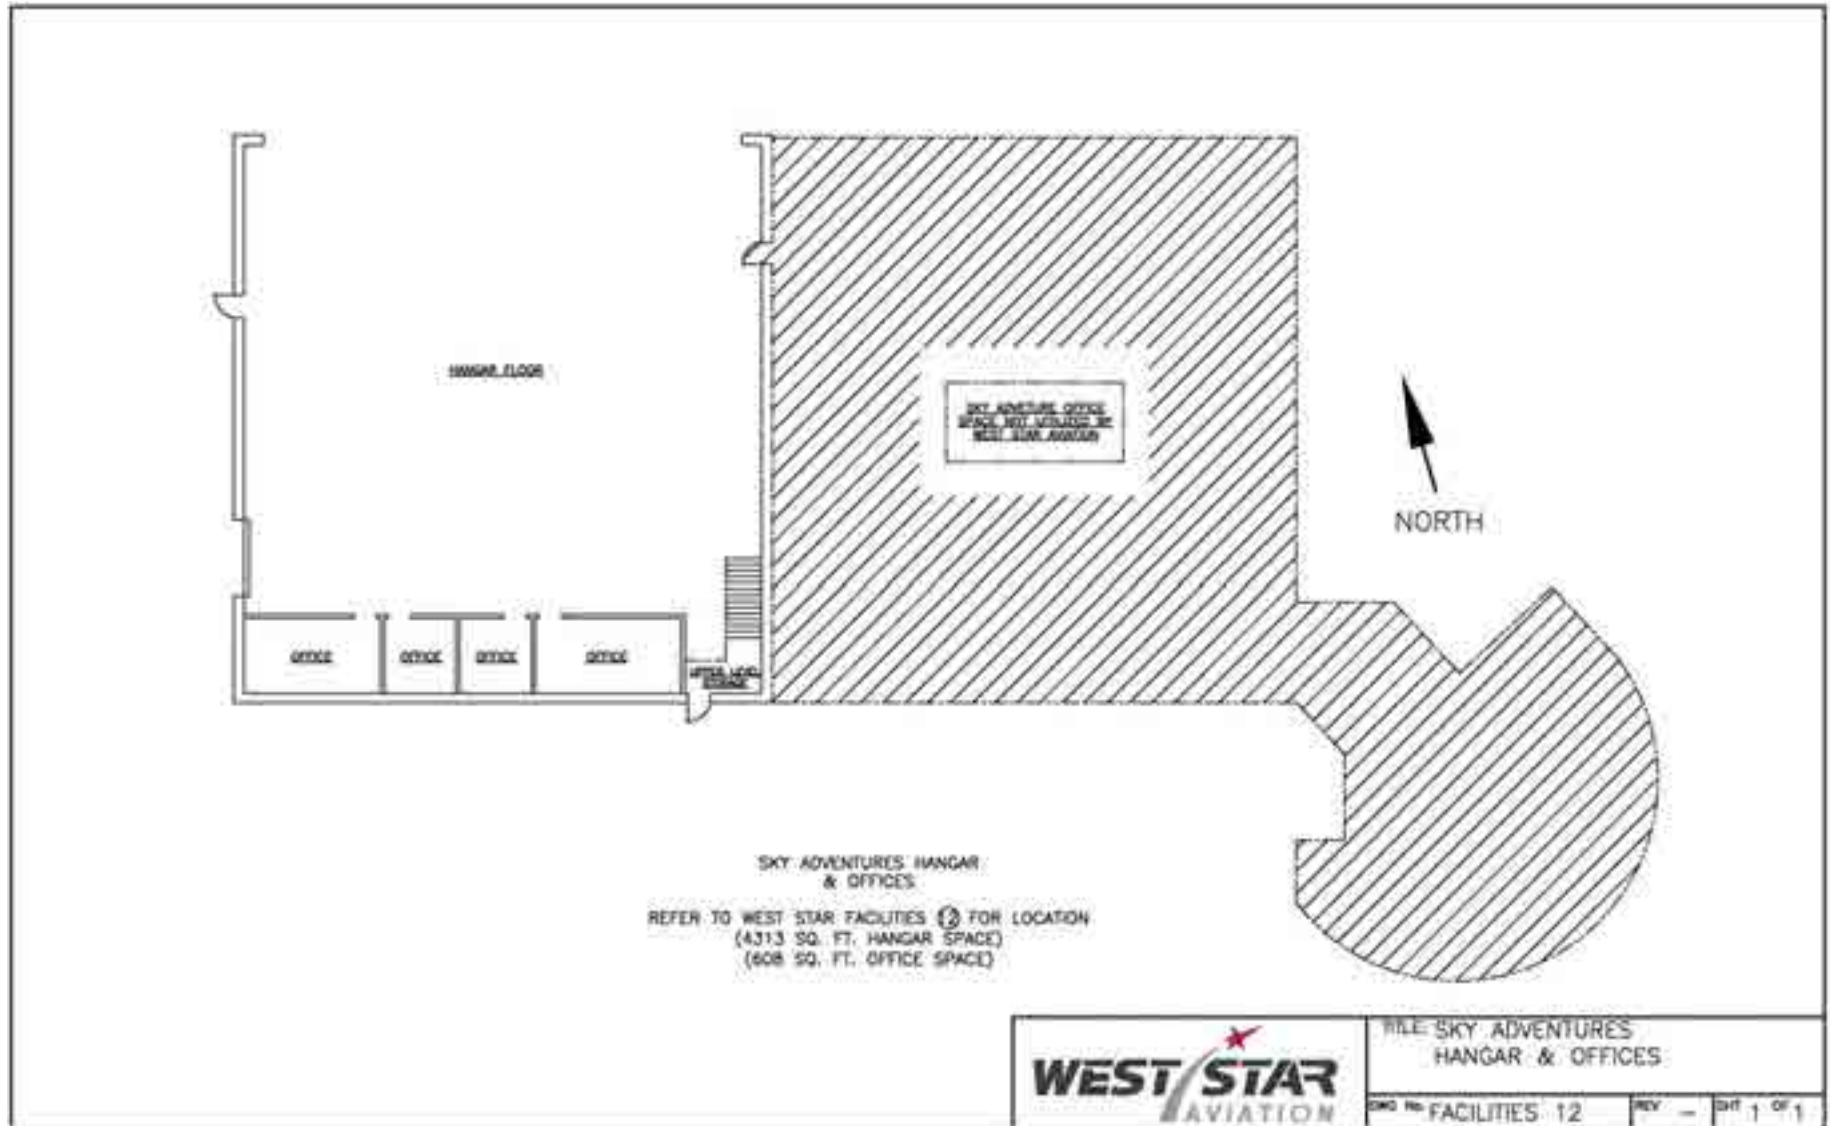 HANGAR FLOOR
SKY ADVETURE OFFICE
SPACE NOT UTILIZED BY
WEST STAR AVIATION
NORTH
OFFICE OFFICE OFFICE OFFICE
UPPER LEVEL
STORAGE
SKY ADVENTURES HANGAR
& OFFICES
REFER TO WEST STAR FACILITIES 12 FOR LOCATION
(4313 SQ. FT. HANGAR SPACE)
(608 SQ. FT. OFFICE SPACE)
WEST STAR
AVIATION
TITLE: SKY ADVENTURES
HANGAR & OFFICES
DWG No. FACILITIES 12 REV - SHT 1 OF 1